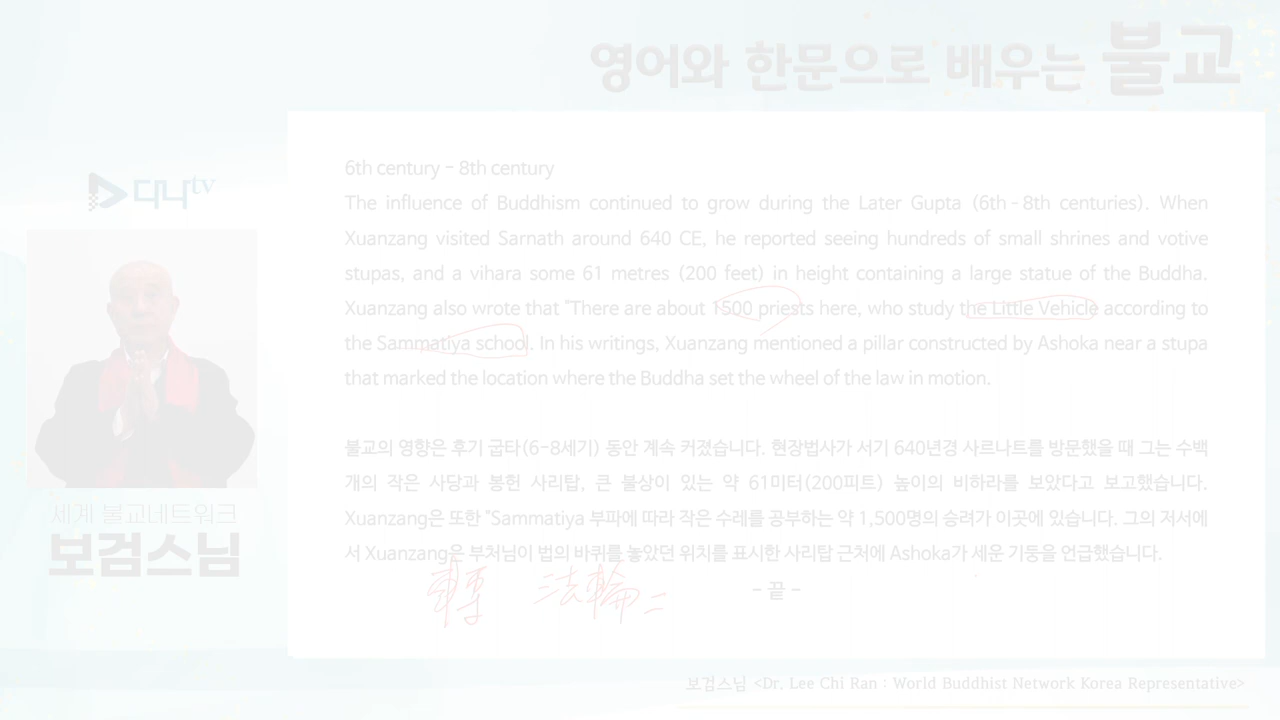 영어와 한문으로 배우는 불교
디나tv
세계 불교네트워크
보검스님
6th century - 8th century
The influence of Buddhism continued to grow during the Later Gupta (6th - 8th centuries). When
Xuanzang visited Sarnath around 640 CE, he reported seeing hundreds of small shrines and votive
stupas, and a vihara some 61 metres (200 feet) in height containing a large statue of the Buddha.
Xuanzang also wrote that "There are about 1500 priests here, who study the Little Vehicle according to
the Sammatiya school. In his writings, Xuanzang mentioned a pillar constructed by Ashoka near a stupa
that marked the location where the Buddha set the wheel of the law in motion.
불교의 영향은 후기 굽타(6-8세기) 동안 계속 커졌습니다. 현장법사가 서기 640년경 사르나트를 방문했을 때 그는 수백
개의 작은 사당과 봉헌 사리탑, 큰 불상이 있는 약 61미터(200피트) 높이의 비하라를 보았다고 보고했습니다.
Xuanzang은 또한 "Sammatiya 부파에 따라 작은 수레를 공부하는 약 1,500명의 승려가 이곳에 있습니다. 그의 저서에
서 Xuanzang은 부처님이 법의 바퀴를 놓았던 위치를 표시한 사리탑 근처에 Ashoka가 세운 기둥을 언급했습니다.
轉 法輪
- 끝 -
보검스님 <Dr. Lee Chi Ran : World Buddhist Network Korea Representative>